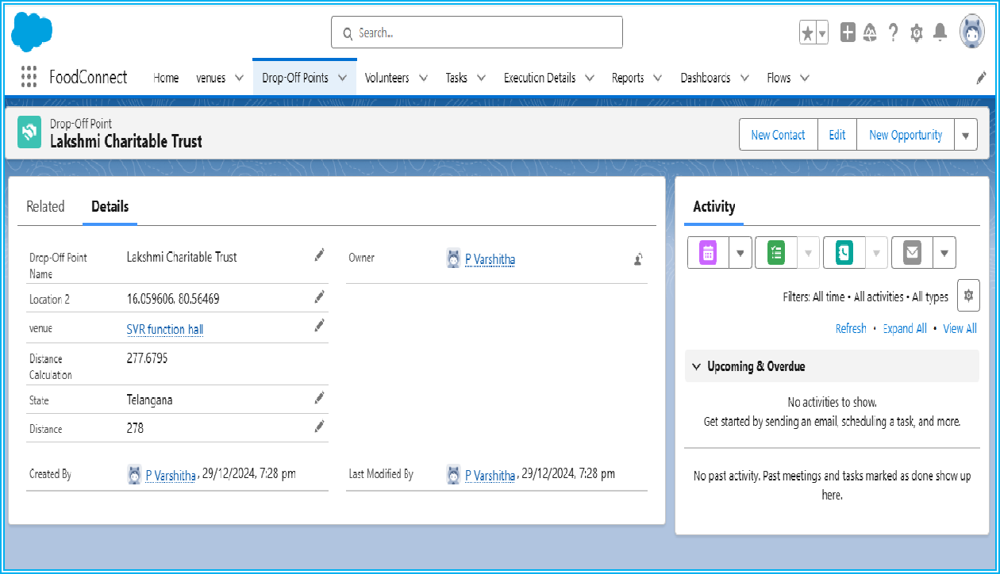 Search...
FoodConnect
Home
venues
Drop-Off Points
Volunteers
Tasks
Execution Details
Reports
Dashboards
Flows
Drop-Off Point
Lakshmi Charitable Trust
New Contact
Edit
New Opportunity
Related
Details
Drop-Off Point
Name
Lakshmi Charitable Trust
Owner
P Varshitha
Location 2
16.059606, 80.56469
venue
SVR function hall
Distance
Calculation
277.6795
State
Telangana
Distance
278
Created By
P Varshitha, 29/12/2024, 7:28 pm
Last Modified By
P Varshitha, 29/12/2024, 7:28 pm
Activity
Filters: All time • All activities • All types
Refresh • Expand All • View All
Upcoming & Overdue
No activities to show.
Get started by sending an email, scheduling a task, and more.
No past activity. Past meetings and tasks marked as done show up
here.